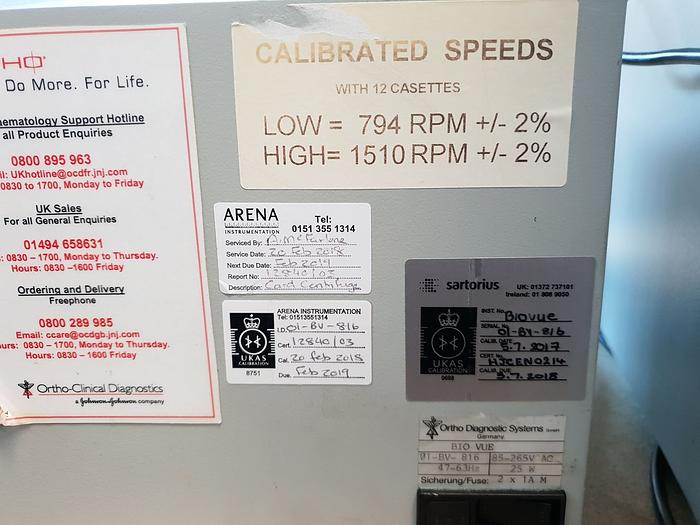 HO
Do More. For Life.
aematology Support Hotline
all Product Enquiries
0800 895 963
il: UKhotline@ocdfr.jnj.com
0830 to 1700, Monday to Friday
UK Sales
For all General Enquiries
01494 658631
: 0830 – 1700, Monday to Thursday.
Hours: 0830 –1600 Friday
Ordering and Delivery
Freephone
0800 289 985
Email: ccare@ocdgb.jnj.com
urs: 0830 – 1700, Monday to Thursday.
Hours: 0830 – 1600 Friday
Ortho-Clinical Diagnostics
a Johnson & Johnson company
CALIBRATED SPEEDS
WITH 12 CASETTES
LOW = 794 RPM +/- 2%
HIGH= 1510 RPM +/- 2%
ARENA
INSTRUMENTATION
Tel:
0151 355 1314
Serviced By: A.McFarlane
Service Date: 20 Feb 2018
Next Due Date: Feb 2019
Report No: 12840/03
Description: Card Centrifuge
ARENA INSTRUMENTATION
Tel: 01513551314
I.D. 01-BV-816
Cert. 12840/03
Cal. 20 feb 2018
Due. Feb 2019
UKAS
CALIBRATION
8751
sartorius
UK: 01372 737101
Ireland: 01 808 9050
INST. No. Biovue
SERIAL No. 01-BV-816
CALIB. DATE 5.7.2017
CERT. No. HJCEN0214
CALIB. DUE 5.7.2018
UKAS
CALIBRATION
Ortho Diagnostic Systems GmbH
Germany
BIO VUE
01-BV- 816 85-265V AC
47-63Hz 25 W
Sicherung/Fuse: 2 x 1A M